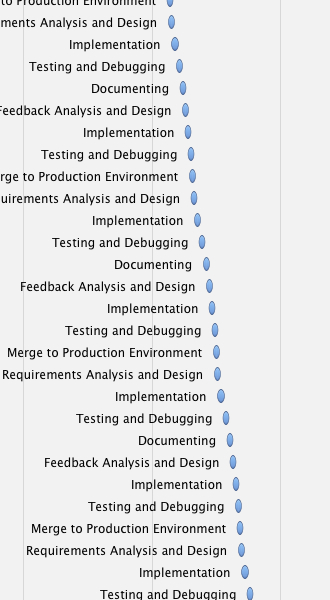 to Production Environment
ments Analysis and Design
Implementation
Testing and Debugging
Documenting
Feedback Analysis and Design
Implementation
Testing and Debugging
rge to Production Environment
uirements Analysis and Design
Implementation
Testing and Debugging
Documenting
Feedback Analysis and Design
Implementation
Testing and Debugging
Merge to Production Environment
Requirements Analysis and Design
Implementation
Testing and Debugging
Documenting
Feedback Analysis and Design
Implementation
Testing and Debugging
Merge to Production Environment
Requirements Analysis and Design
Implementation
Testing and Debugging